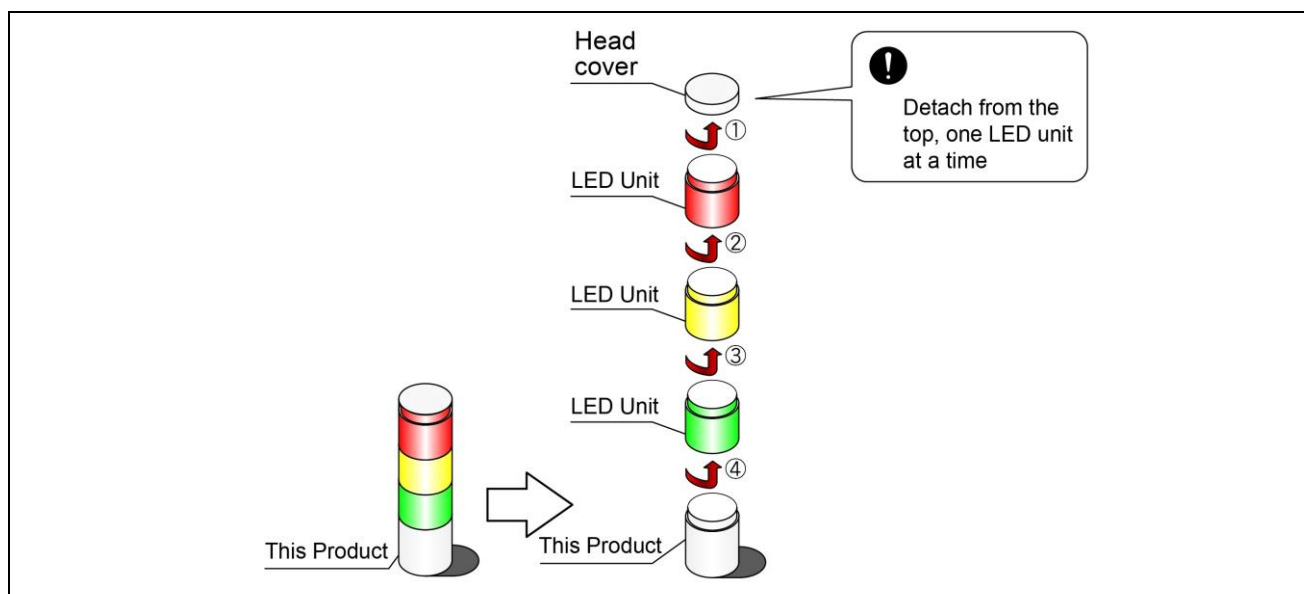 Head
cover
Detach from the
top, one LED unit
at a time
①
LED Unit
②
LED Unit
③
LED Unit
④
This Product
This Product